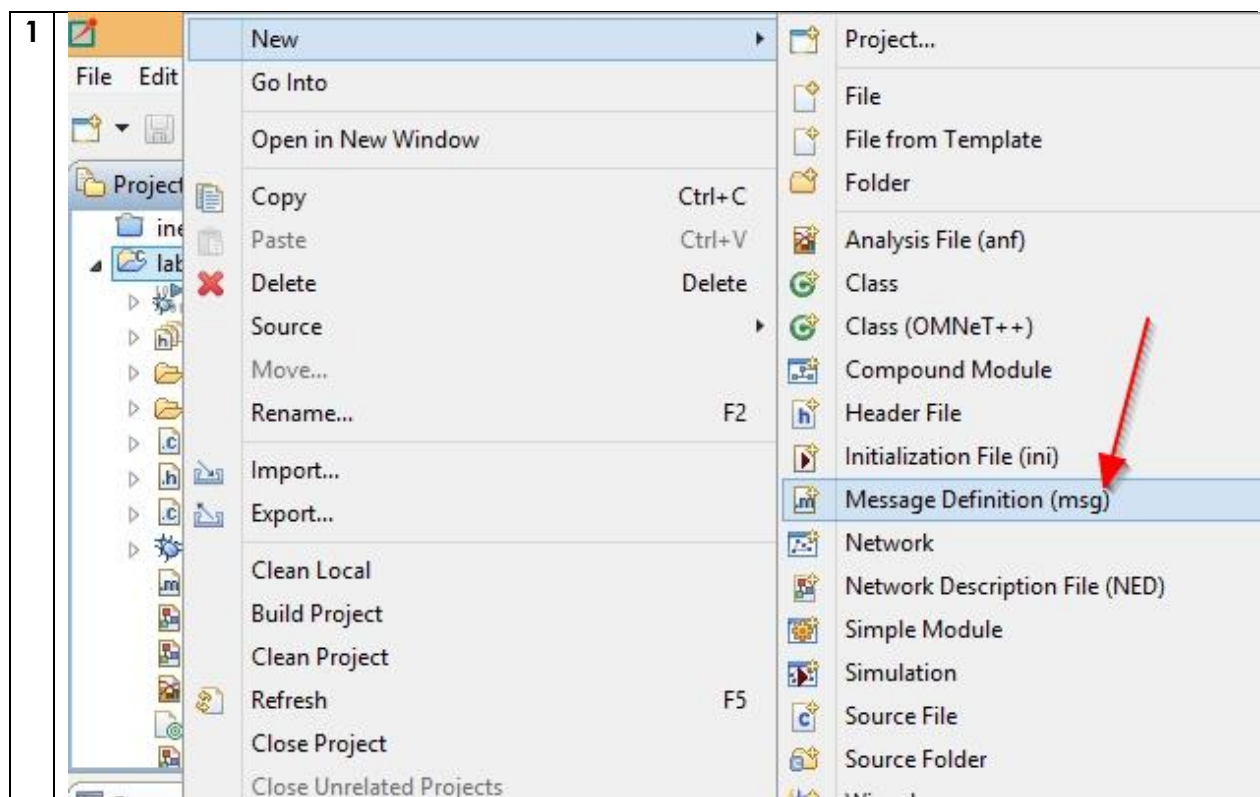 1
File Edit
Project
ine
lab
New
Go Into
Open in New Window
Copy Ctrl+C
Paste Ctrl+V
Delete Delete
Source
Move...
Rename... F2
Import...
Export...
Clean Local
Build Project
Clean Project
Refresh F5
Close Project
Close Unrelated Projects
Project...
File
File from Template
Folder
Analysis File (anf)
Class
Class (OMNeT++)
Compound Module
Header File
Initialization File (ini)
Message Definition (msg)
Network
Network Description File (NED)
Simple Module
Simulation
Source File
Source Folder